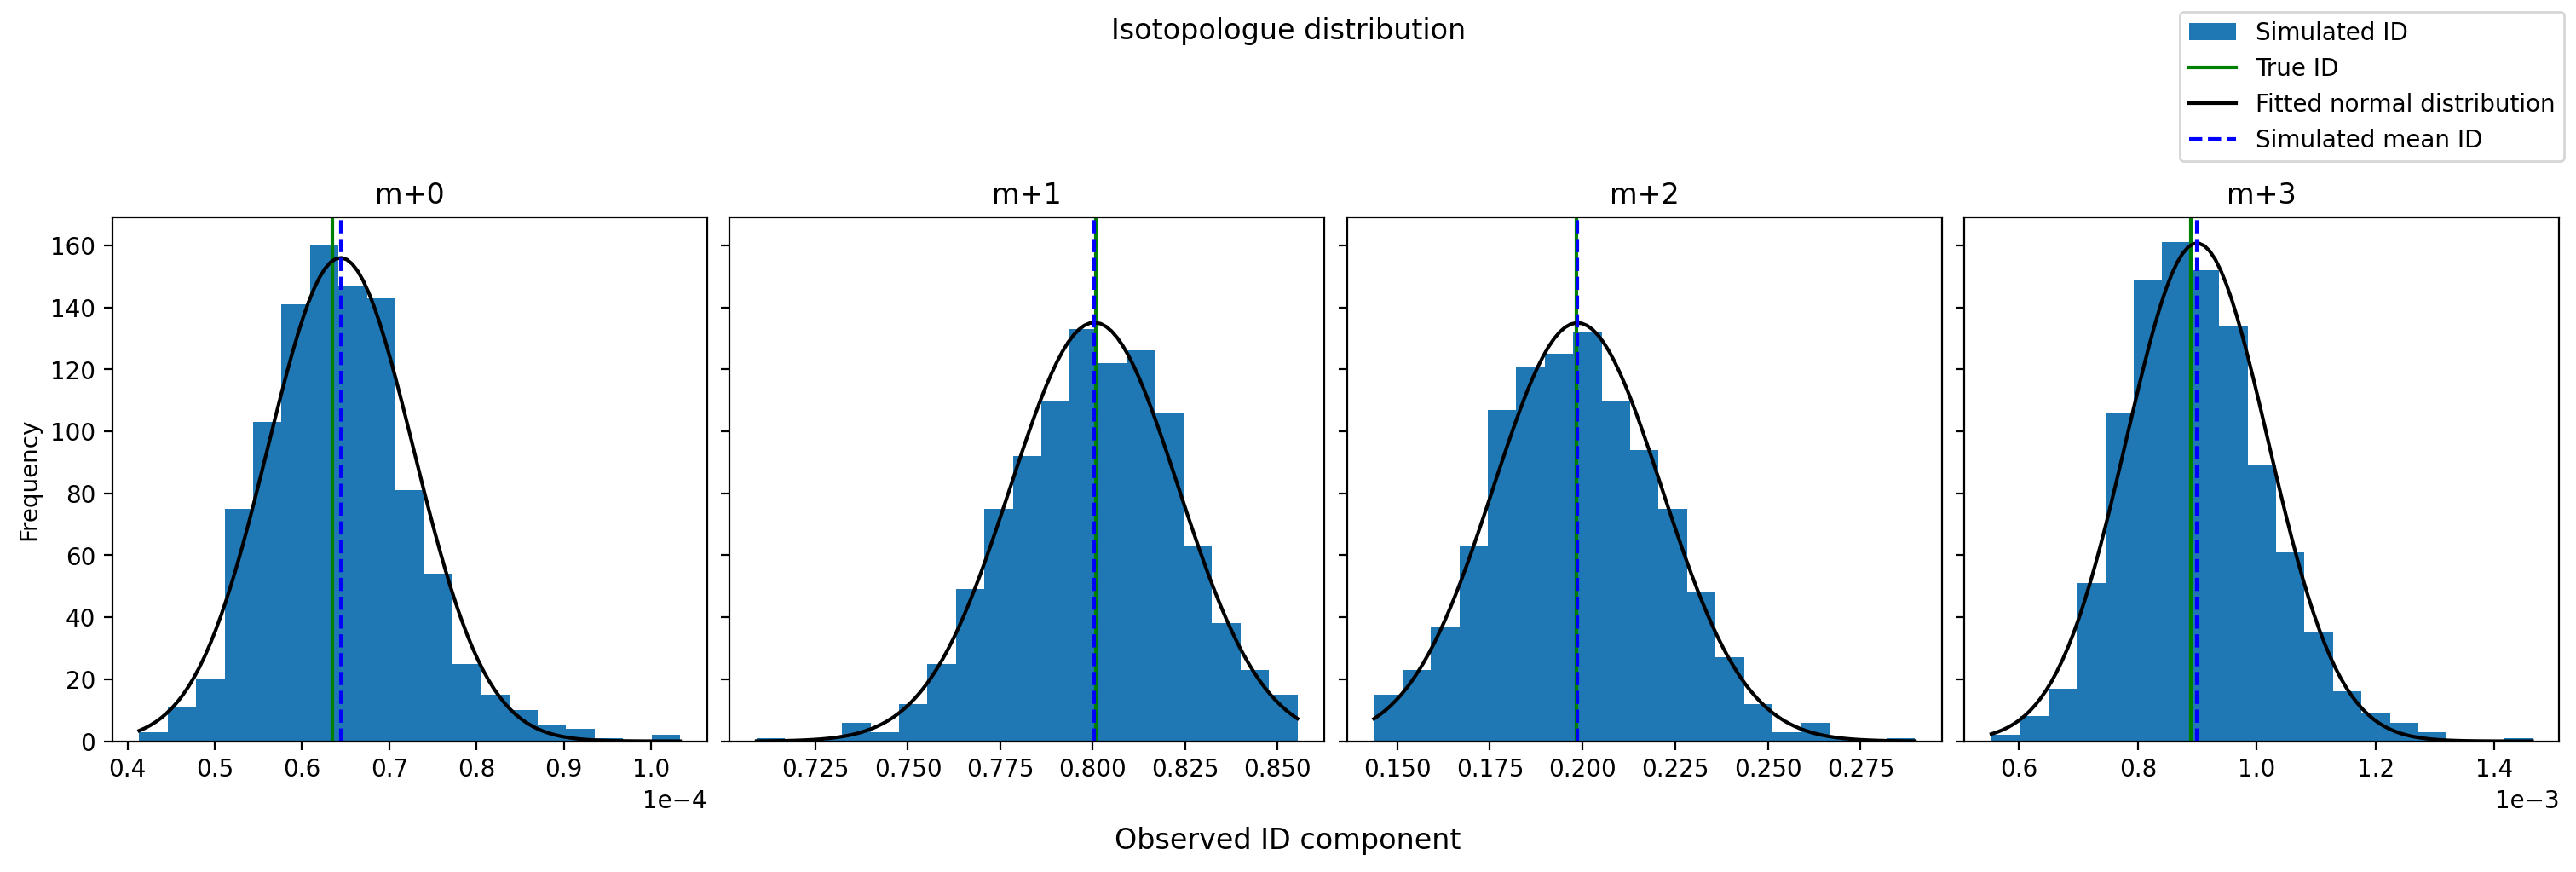 Isotopologue distribution
Simulated ID
True ID
Fitted normal distribution
Simulated mean ID
m+0
m+1
m+2
m+3
Frequency
160
140
120
100
80
60
40
20
0
0.4 0.5 0.6 0.7 0.8 0.9 1.0
1e−4
0.725 0.750 0.775 0.800 0.825 0.850
0.150 0.175 0.200 0.225 0.250 0.275
0.6 0.8 1.0 1.2 1.4
1e−3
Observed ID component